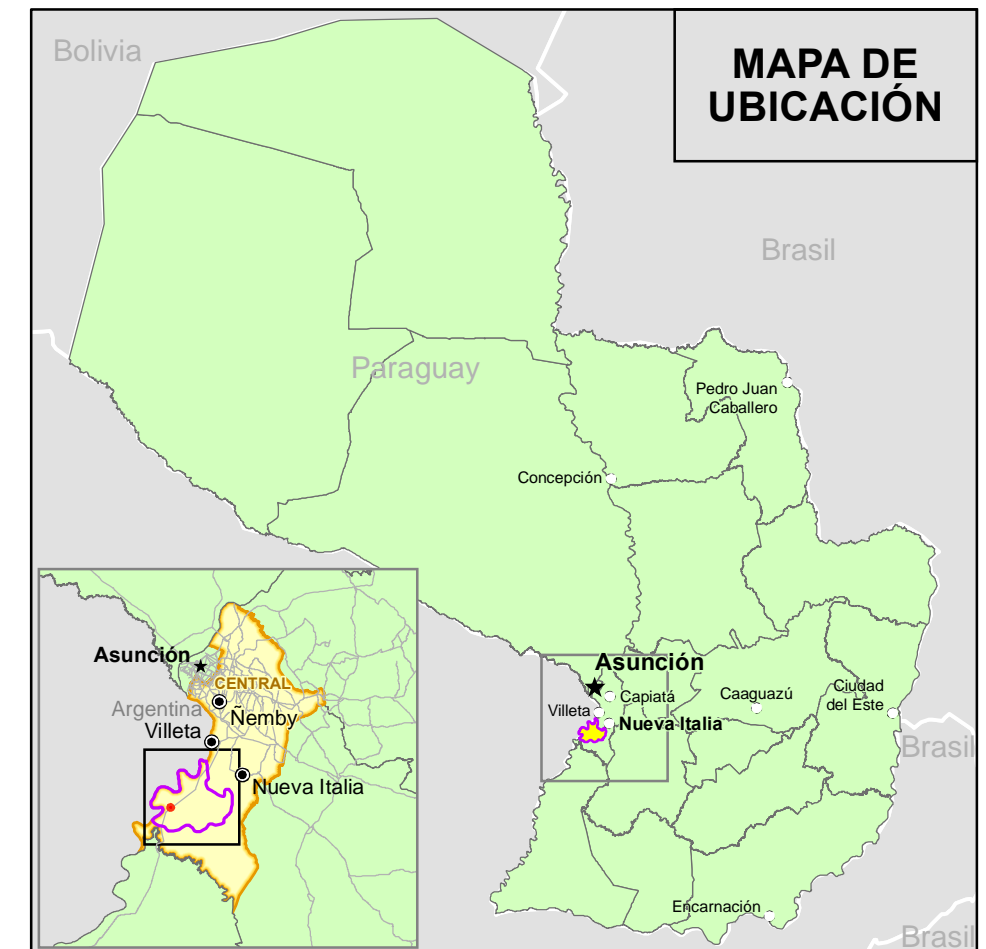 Bolivia
MAPA DE
UBICACIÓN
Brasil
Paraguay
Pedro Juan
Caballero
Concepción
Asunción
Capiatá
Villeta
Nueva Italia
Caaguazú
Ciudad
del Este
Brasil
Encarnación
Brasil
Asunción
CENTRAL
Argentina
Ñemby
Villeta
Nueva Italia